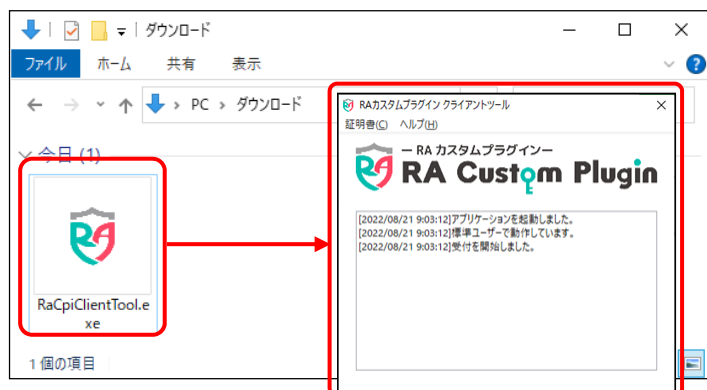 ダウンロード
ファイル ホーム 共有 表示
PC › ダウンロード
今日 (1)
RaCpiClientTool.e
xe
1 個の項目
RAカスタムプラグイン クライアントツール
証明書(C) ヘルプ(H)
RA
ー RA カスタムプラグインー
RA Custom Plugin
[2022/08/21 9:03:12]アプリケーションを起動しました。
[2022/08/21 9:03:12]標準ユーザーで動作しています。
[2022/08/21 9:03:12]受付を開始しました。